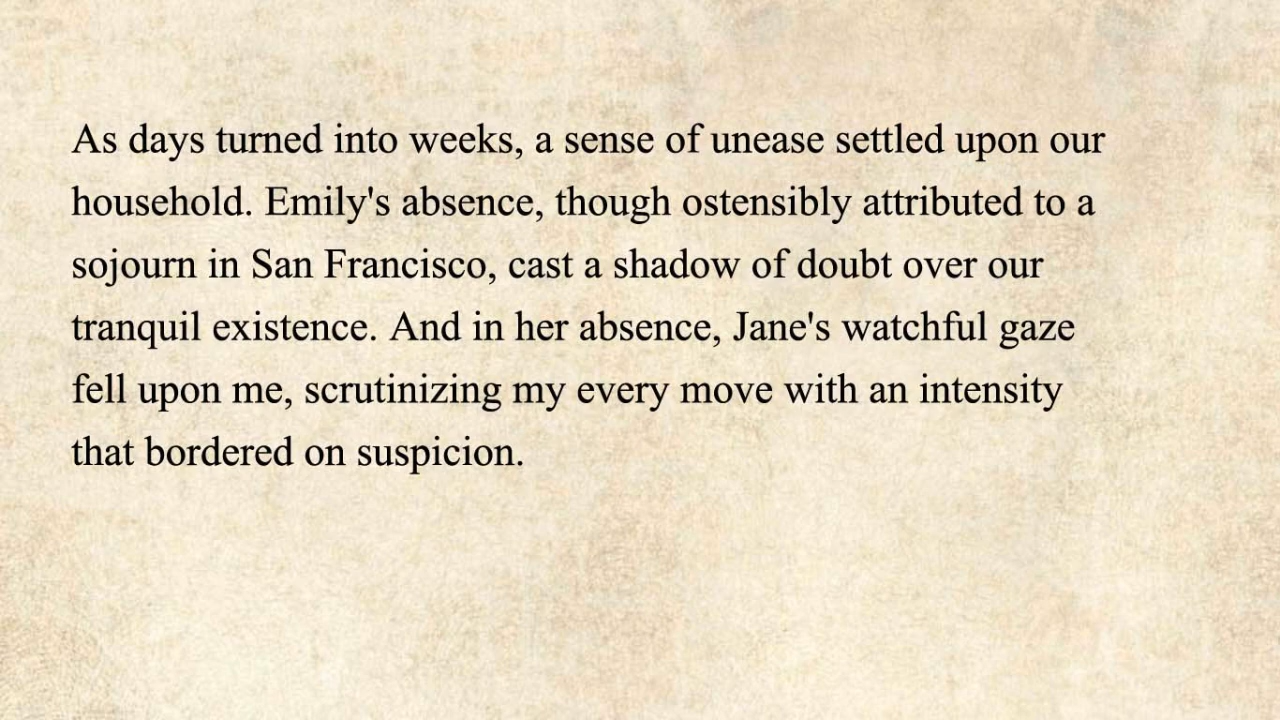 As days turned into weeks, a sense of unease settled upon our
household. Emily's absence, though ostensibly attributed to a
sojourn in San Francisco, cast a shadow of doubt over our
tranquil existence. And in her absence, Jane's watchful gaze
fell upon me, scrutinizing my every move with an intensity
that bordered on suspicion.